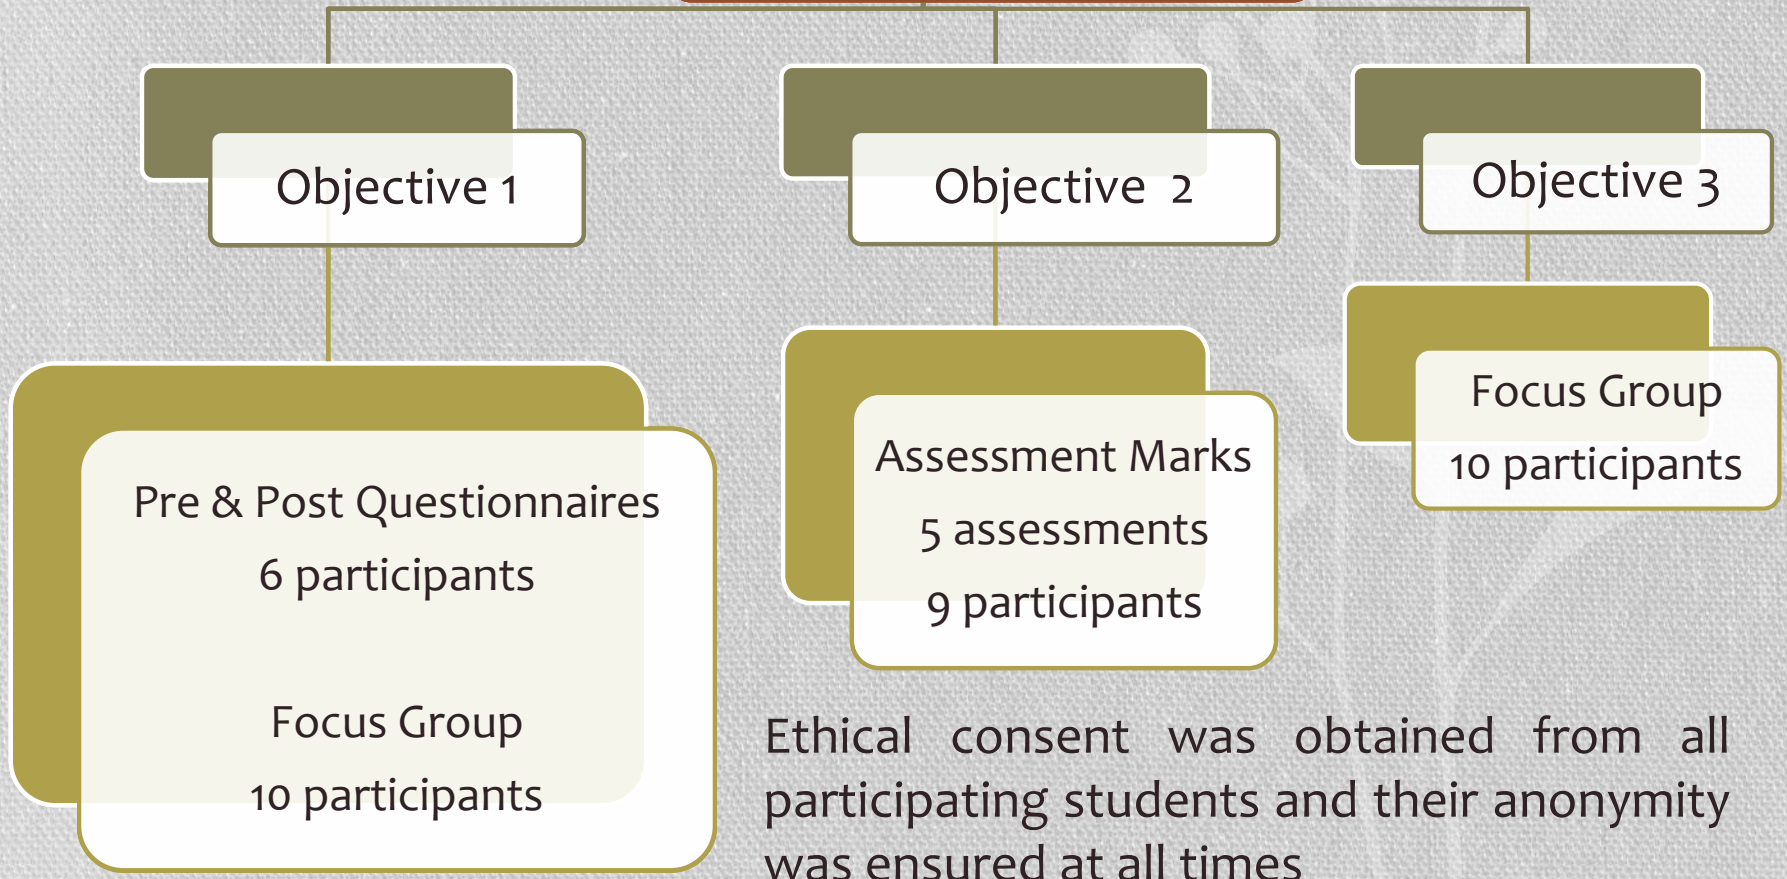 Objective 1
Pre & Post Questionnaires
6 participants
Focus Group
10 participants
Objective 2
Assessment Marks
5 assessments
9 participants
Objective 3
Focus Group
10 participants
Ethical consent was obtained from all
participating students and their anonymity
was ensured at all times